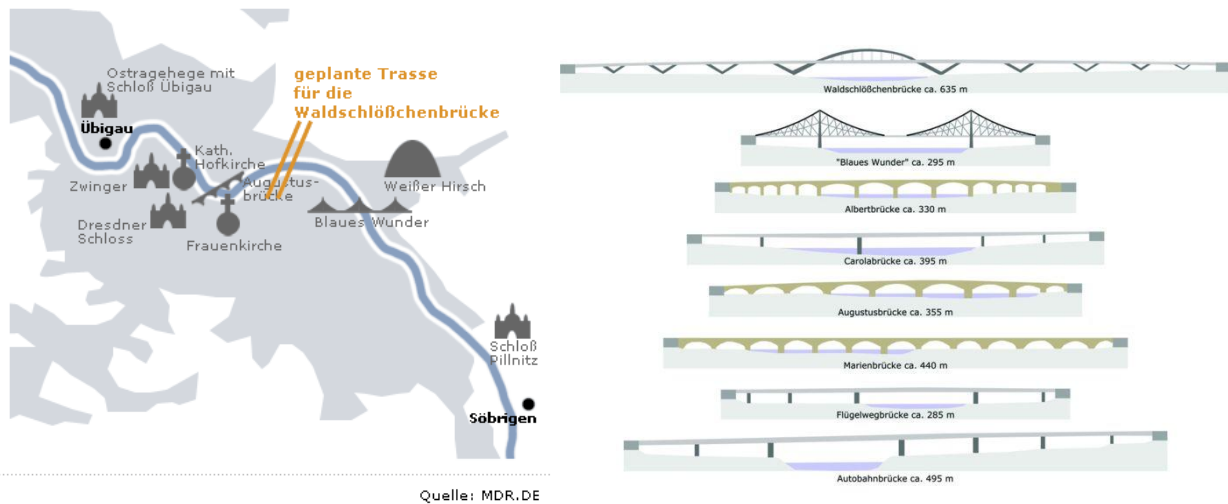 Ostragehege mit
Schloß Übigau
Übigau
geplante Trasse
für die
Waldschlößchenbrücke
Kath.
Hofkirche
Zwinger
Augustus-
brücke
Weißer Hirsch
Dresdner
Schloss
Frauenkirche
Blaues Wunder
Schloß
Pillnitz
Söbrigen
Quelle: MDR.DE
Waldschlößchenbrücke ca. 635 m
"Blaues Wunder" ca. 295 m
Albertbrücke ca. 330 m
Carolabrücke ca. 395 m
Augustusbrücke ca. 355 m
Marienbrücke ca. 440 m
Flügelwegbrücke ca. 285 m
Autobahnbrücke ca. 495 m